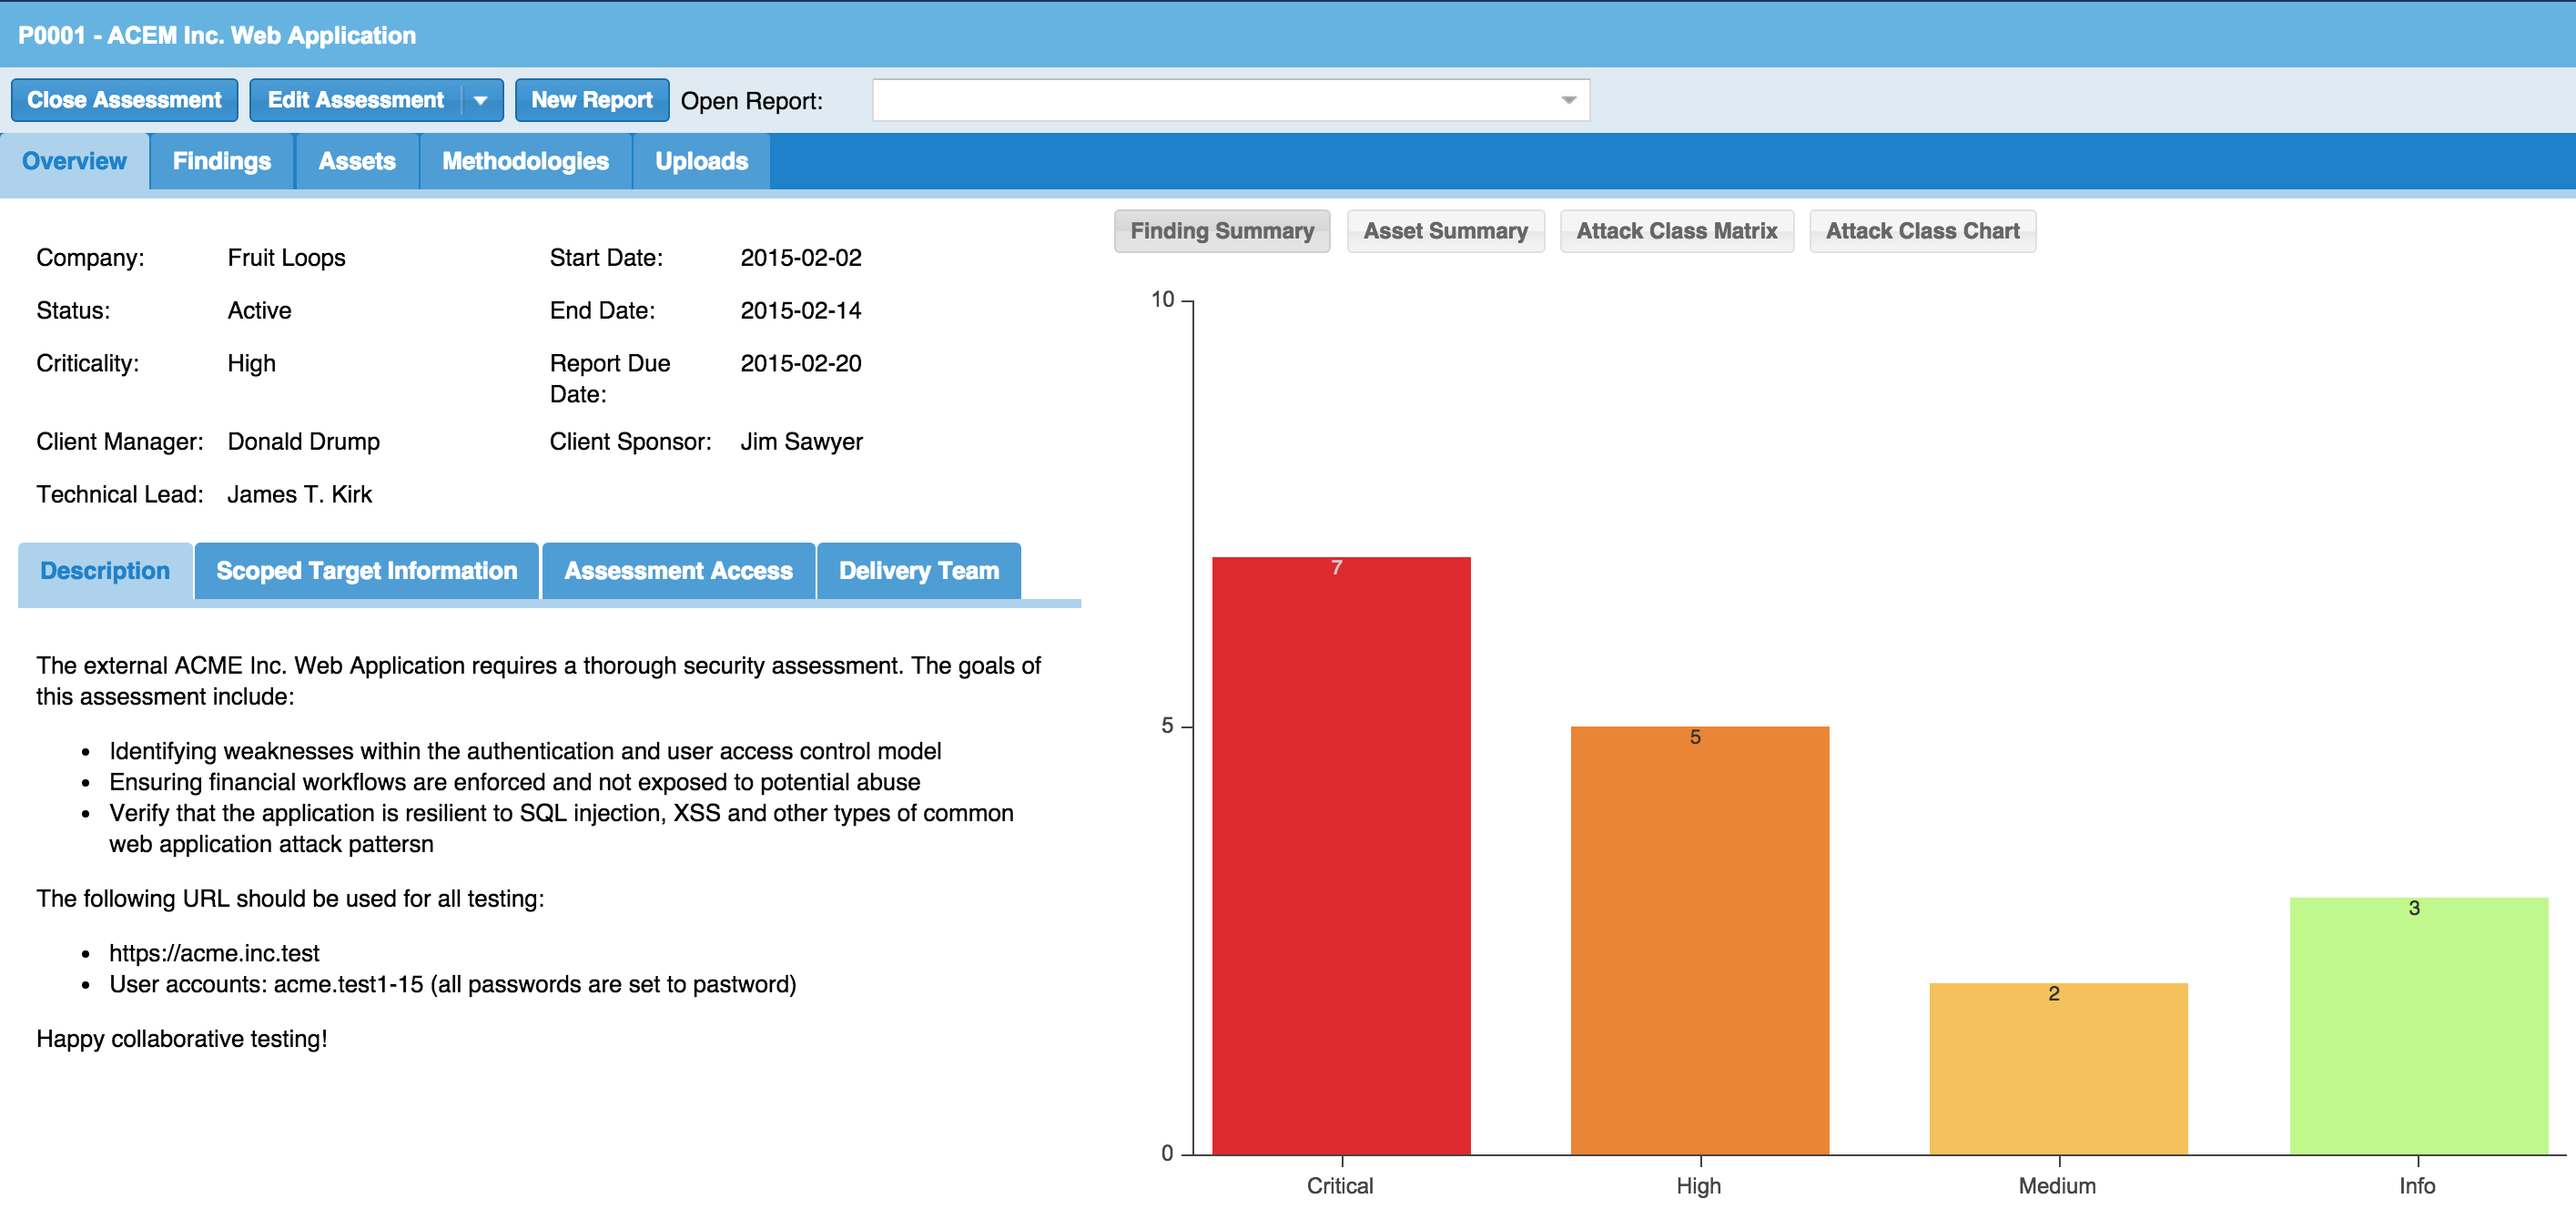 P0001 - ACEM Inc. Web Application
Close Assessment Edit Assessment New Report Open Report:
Overview Findings Assets Methodologies Uploads
Company: Fruit Loops Start Date: 2015-02-02
Status: Active End Date: 2015-02-14
Criticality: High Report Due Date: 2015-02-20
Client Manager: Donald Drump Client Sponsor: Jim Sawyer
Technical Lead: James T. Kirk
Description Scoped Target Information Assessment Access Delivery Team
The external ACME Inc. Web Application requires a thorough security assessment. The goals of
this assessment include:
• Identifying weaknesses within the authentication and user access control model
• Ensuring financial workflows are enforced and not exposed to potential abuse
• Verify that the application is resilient to SQL injection, XSS and other types of common
web application attack pattersn
The following URL should be used for all testing:
• https://acme.inc.test
• User accounts: acme.test1-15 (all passwords are set to pastword)
Happy collaborative testing!
Finding Summary Asset Summary Attack Class Matrix Attack Class Chart
10
7
5
5
2
3
0
Critical High Medium Info